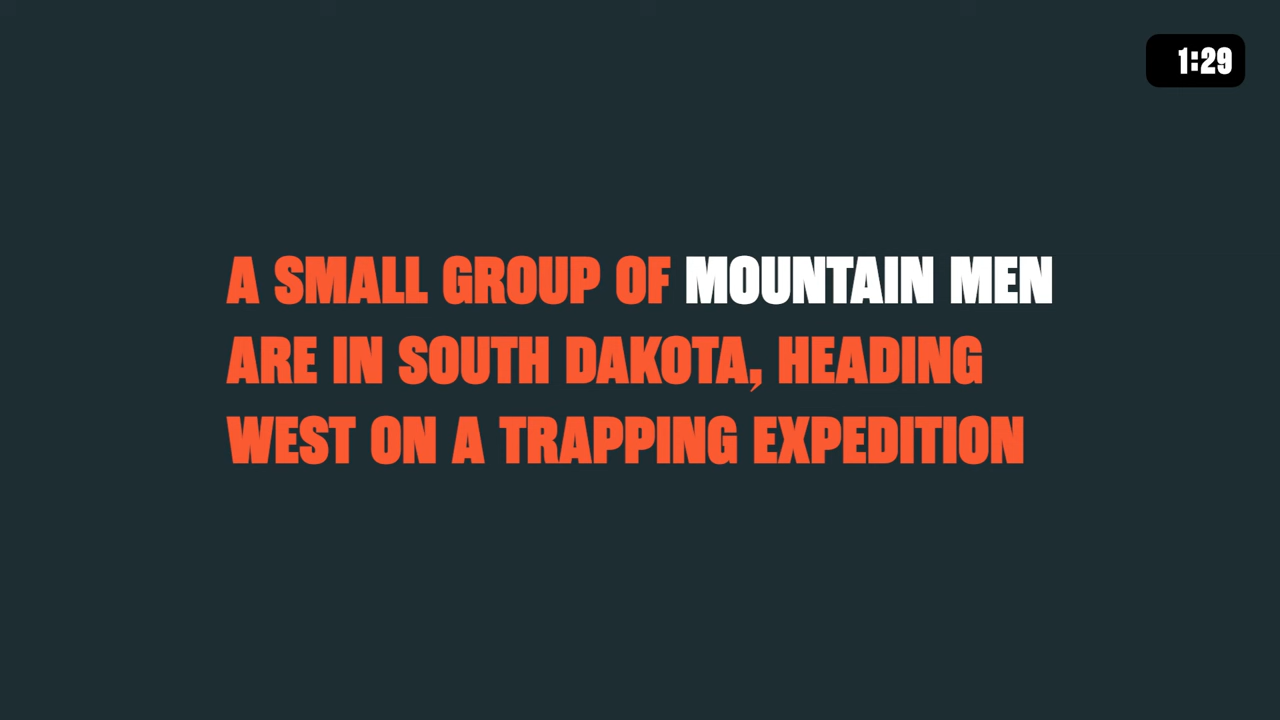 1:29
A SMALL GROUP OF MOUNTAIN MEN
ARE IN SOUTH DAKOTA, HEADING
WEST ON A TRAPPING EXPEDITION